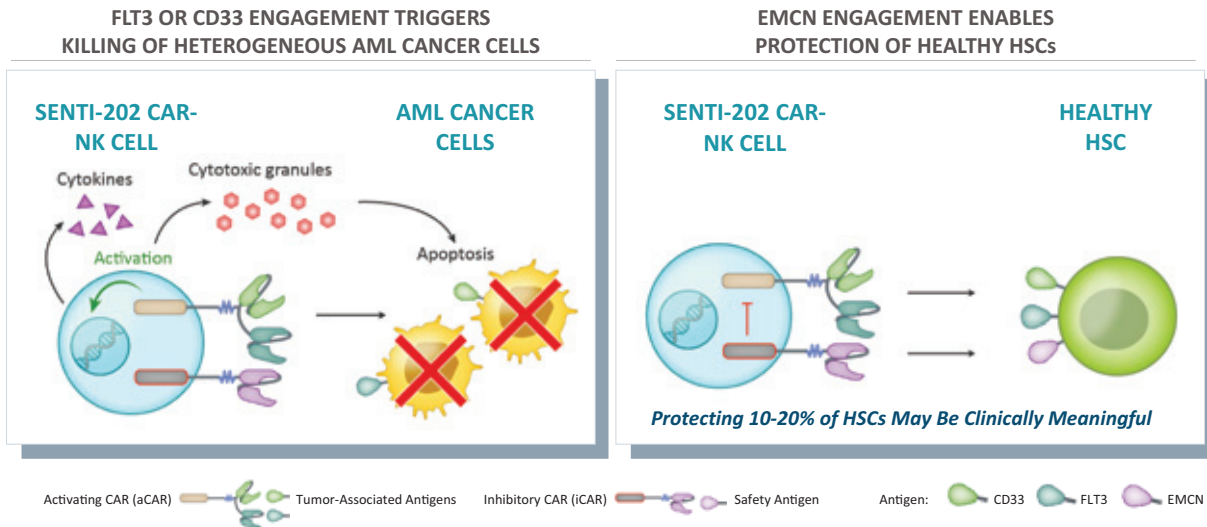 FLT3 OR CD33 ENGAGEMENT TRIGGERS
KILLING OF HETEROGENEOUS AML CANCER CELLS
SENTI-202 CAR-
NK CELL
AML CANCER
CELLS
Cytotoxic granules
Cytokines
Activation
Apoptosis
EMCN ENGAGEMENT ENABLES
PROTECTION OF HEALTHY HSCs
SENTI-202 CAR-
NK CELL
HEALTHY
HSC
Protecting 10-20% of HSCs May Be Clinically Meaningful
Activating CAR (aCAR) Tumor-Associated Antigens Inhibitory CAR (iCAR) Safety Antigen Antigen: CD33 FLT3 EMCN